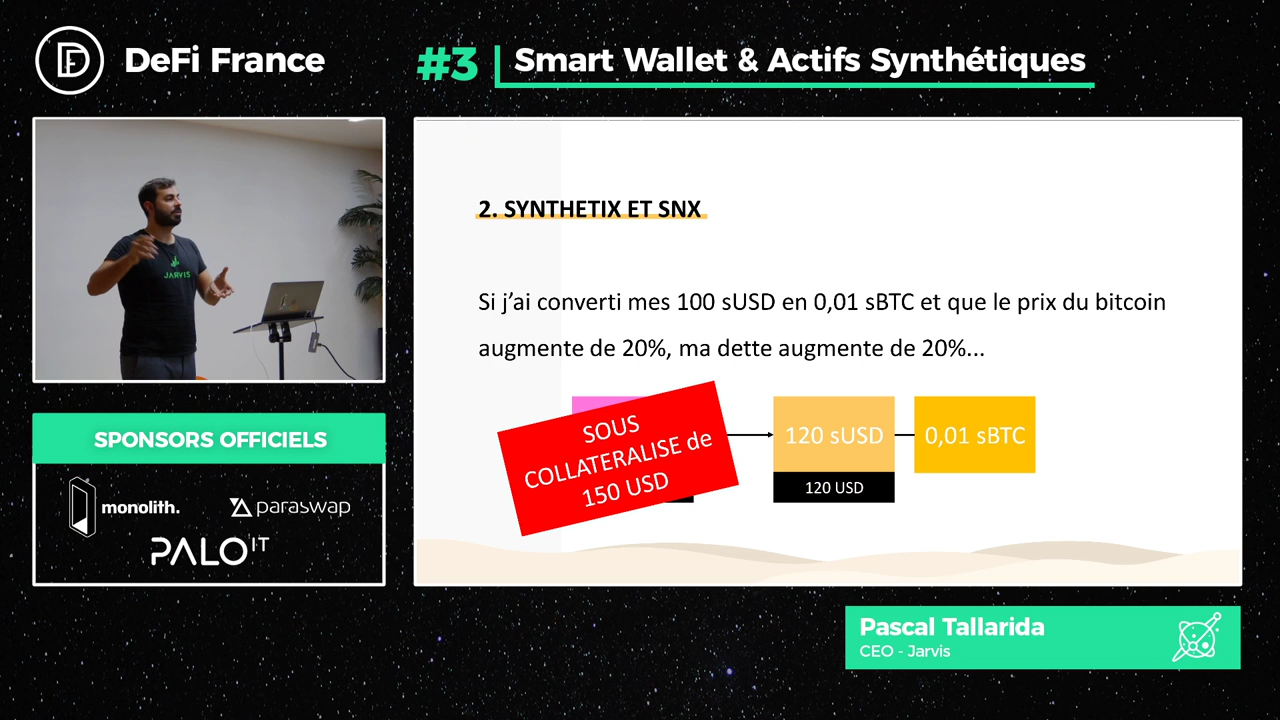 DeFi France
#3
Smart Wallet & Actifs Synthétiques
JARVIS
2. SYNTHETIX ET SNX
Si j’ai converti mes 100 sUSD en 0,01 sBTC et que le prix du bitcoin
augmente de 20%, ma dette augmente de 20%...
SOUS
COLLATERALISE de
150 USD
120 sUSD
0,01 sBTC
120 USD
SPONSORS OFFICIELS
monolith.
paraswap
PALO IT
Pascal Tallarida
CEO - Jarvis